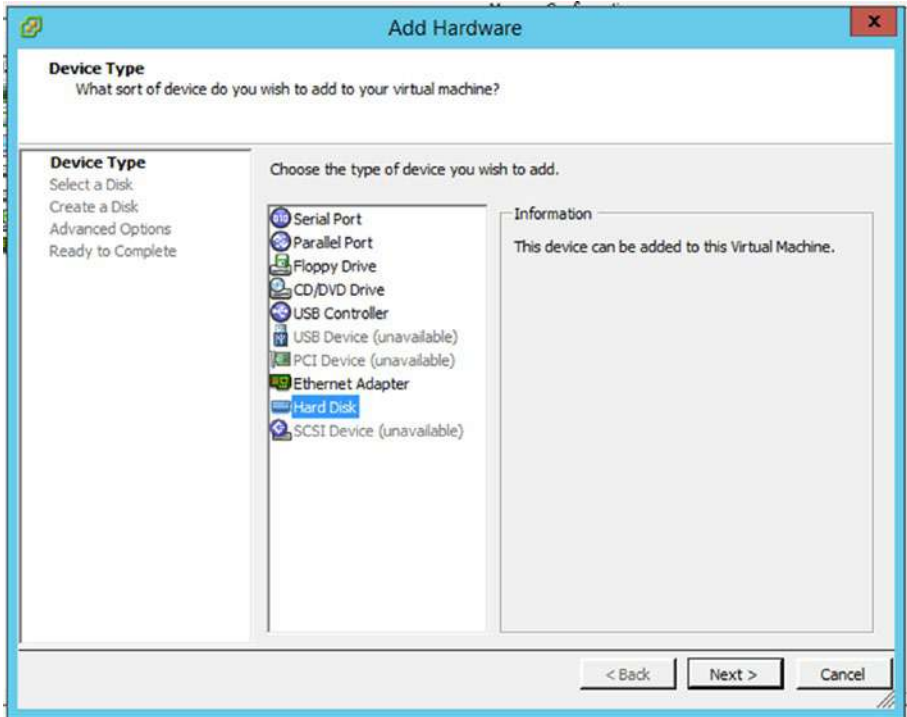 Add Hardware
x
Device Type
What sort of device do you wish to add to your virtual machine?
Device Type
Select a Disk
Create a Disk
Advanced Options
Ready to Complete
Choose the type of device you wish to add.
Serial Port
Parallel Port
Floppy Drive
CD/DVD Drive
USB Controller
USB Device (unavailable)
PCI Device (unavailable)
Ethernet Adapter
Hard Disk
SCSI Device (unavailable)
Information
This device can be added to this Virtual Machine.
< Back
Next >
Cancel